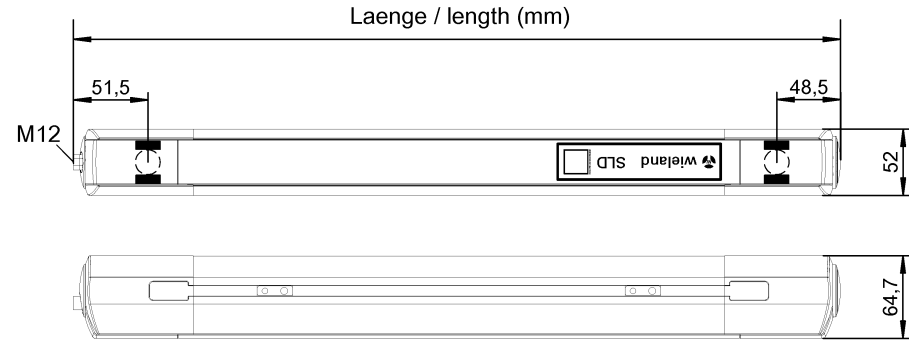 Laenge / length (mm)
51,5
48,5
M12
wieland SLD
52
64,7